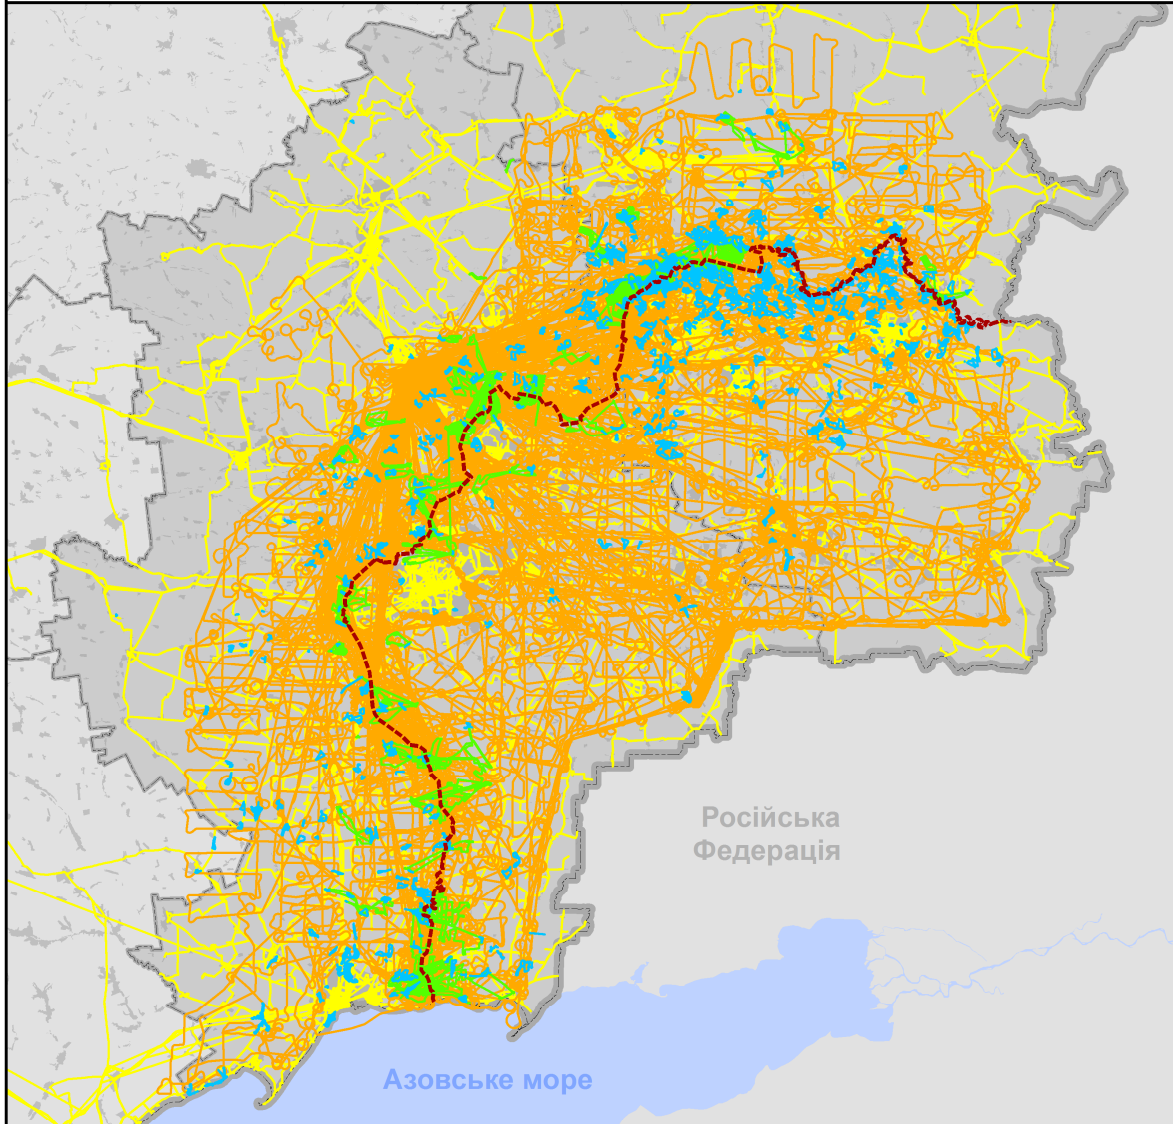 Російська
Федерація
Азовське море